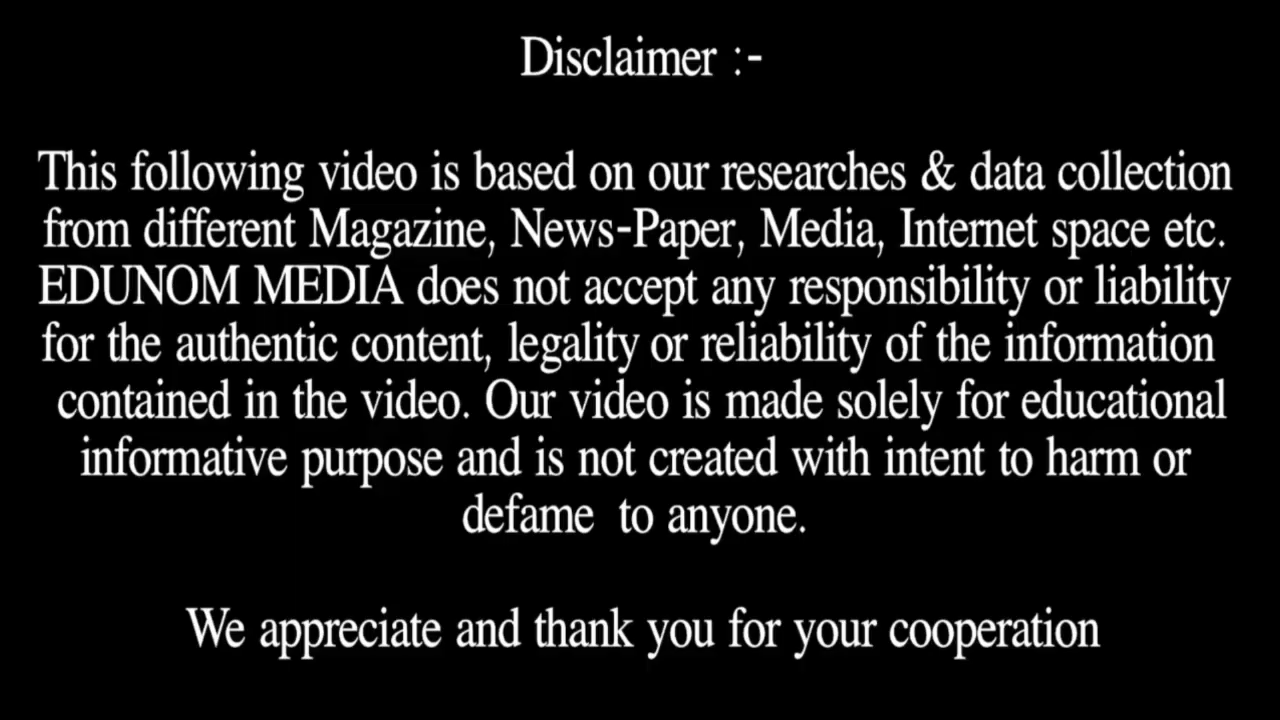 Disclaimer :-
This following video is based on our researches & data collection
from different Magazine, News-Paper, Media, Internet space etc.
EDUNOM MEDIA does not accept any responsibility or liability
for the authentic content, legality or reliability of the information
contained in the video. Our video is made solely for educational
informative purpose and is not created with intent to harm or
defame to anyone.
We appreciate and thank you for your cooperation